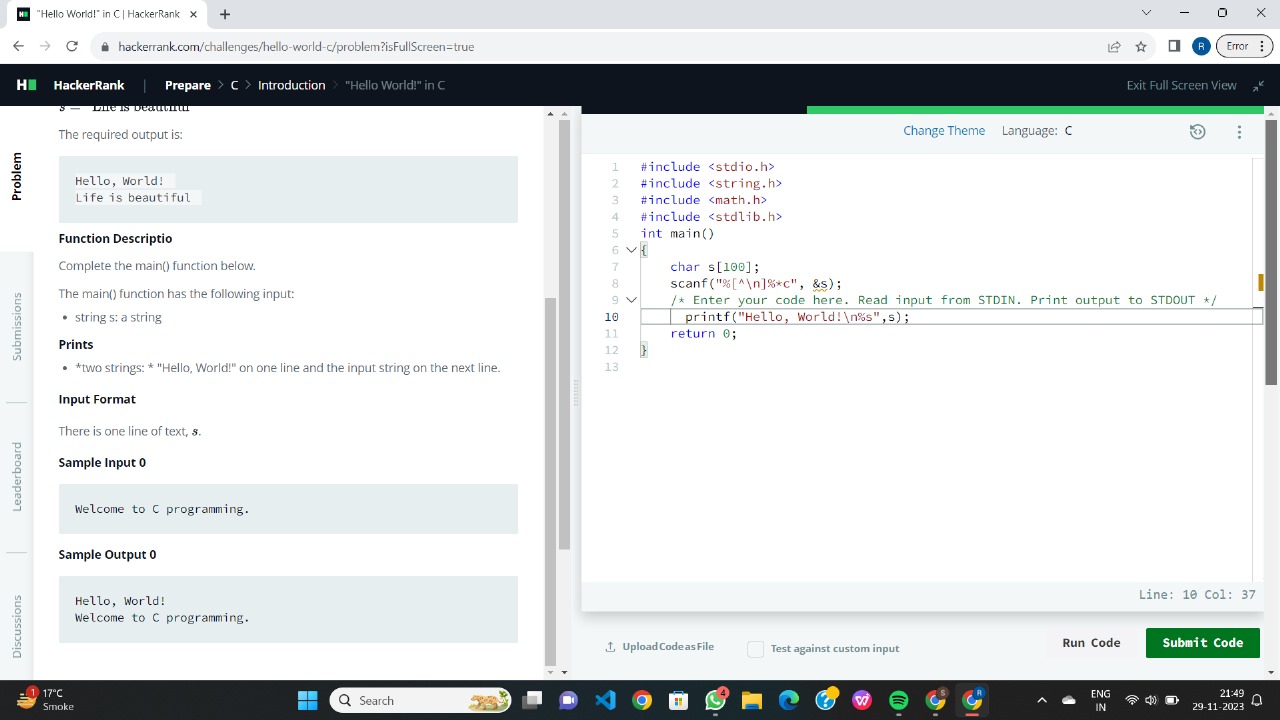 "Hello World!" in C | HackerRank
hackerrank.com/challenges/hello-world-c/problem?isFullScreen=true
R
Error
H
HackerRank | Prepare > C > Introduction > "Hello World!" in C
Exit Full Screen View
Problem
Submissions
Leaderboard
Discussions
s = "Life is beautiful"
The required output is:
Hello, World!
Life is beautiful
Function Descriptio
Complete the main() function below.
The main() function has the following input:
• string s: a string
Prints
• *two strings: * "Hello, World!" on one line and the input string on the next line.
Input Format
There is one line of text, s.
Sample Input 0
Welcome to C programming.
Sample Output 0
Hello, World!
Welcome to C programming.
Change Theme Language: C
1 #include <stdio.h>
2 #include <string.h>
3 #include <math.h>
4 #include <stdlib.h>
5 int main()
6 {
7 char s[100];
8 scanf("%[^\n]%*c", &s);
9 /* Enter your code here. Read input from STDIN. Print output to STDOUT */
10 printf("Hello, World!\n%s",s);
11 return 0;
12 }
13
Line: 10 Col: 37
Upload Code as File
Test against custom input
Run Code
Submit Code
1
17°C
Smoke
Search
4
S
R
ENG
IN
21:49
29-11-2023